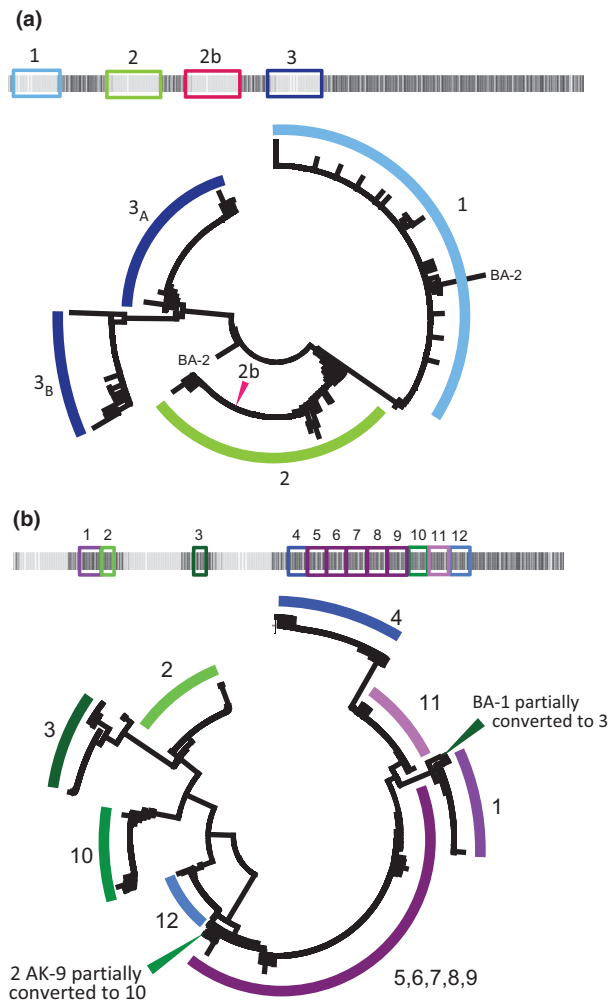 (a)
1 2 2b 3
3A
1
BA-2
BA-2
2b
3B
2
(b)
1 2 3 4 5 6 7 8 9 10 11 12
4
2
11
BA-1 partially
converted to 3
3
1
10
12
2 AK-9 partially
converted to 10
5,6,7,8,9